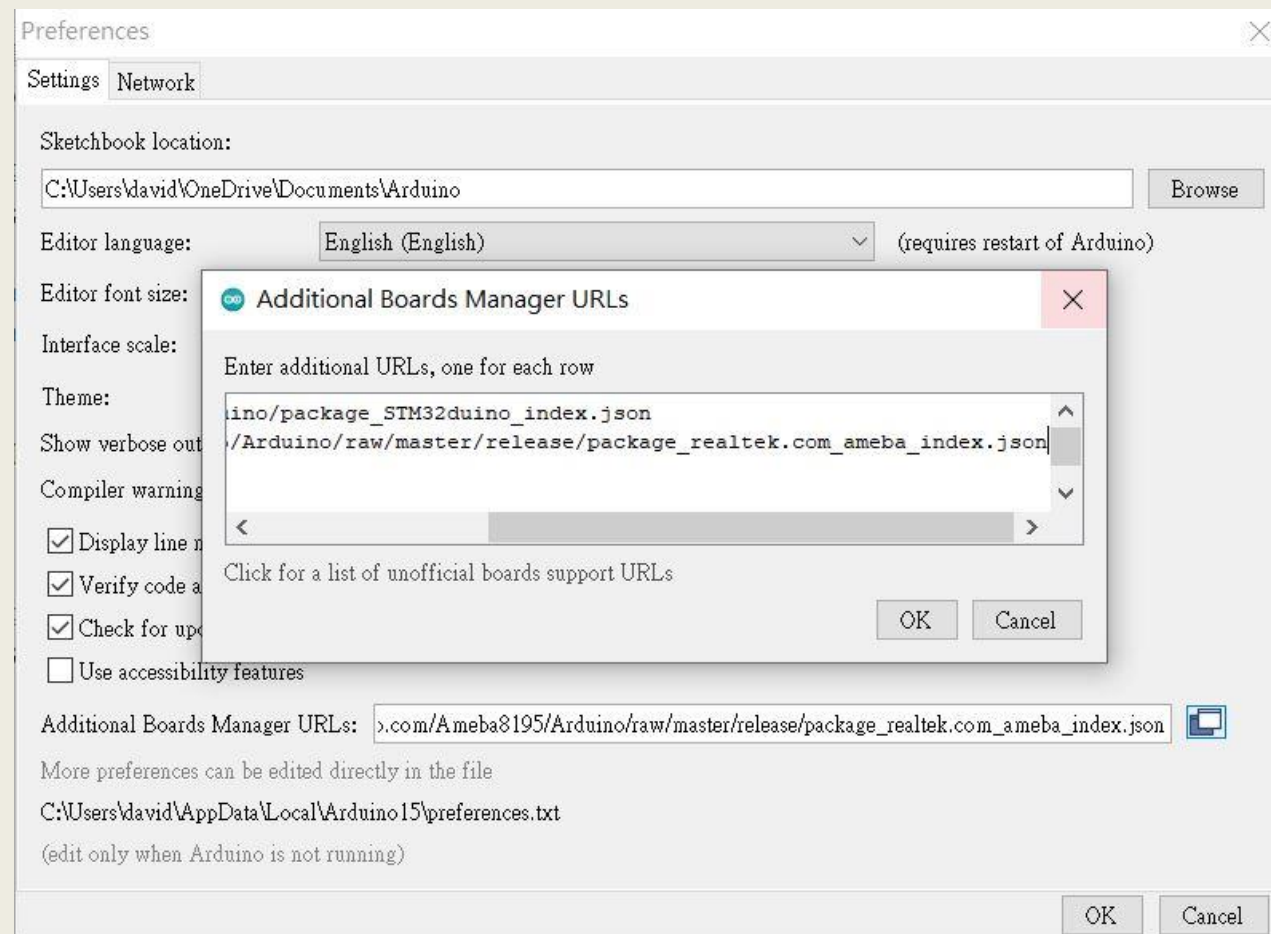 Preferences
Settings Network
Sketchbook location:
C:\Users\david\OneDrive\Documents\Arduino Browse
Editor language: English (English) (requires restart of Arduino)
Editor font size:
Additional Boards Manager URLs
Interface scale:
Enter additional URLs, one for each row
Theme:
ino/package_STM32duino_index.json
Show verbose out
/Arduino/raw/master/release/package_realtek.com_ameba_index.json
Compiler warning
Display line n
Verify code a
Click for a list of unofficial boards support URLs
Check for upd
OK Cancel
Use accessibility features
Additional Boards Manager URLs: .com/Ameba8195/Arduino/raw/master/release/package_realtek.com_ameba_index.json
More preferences can be edited directly in the file
C:\Users\david\AppData\Local\Arduino15\preferences.txt
(edit only when Arduino is not running)
OK Cancel